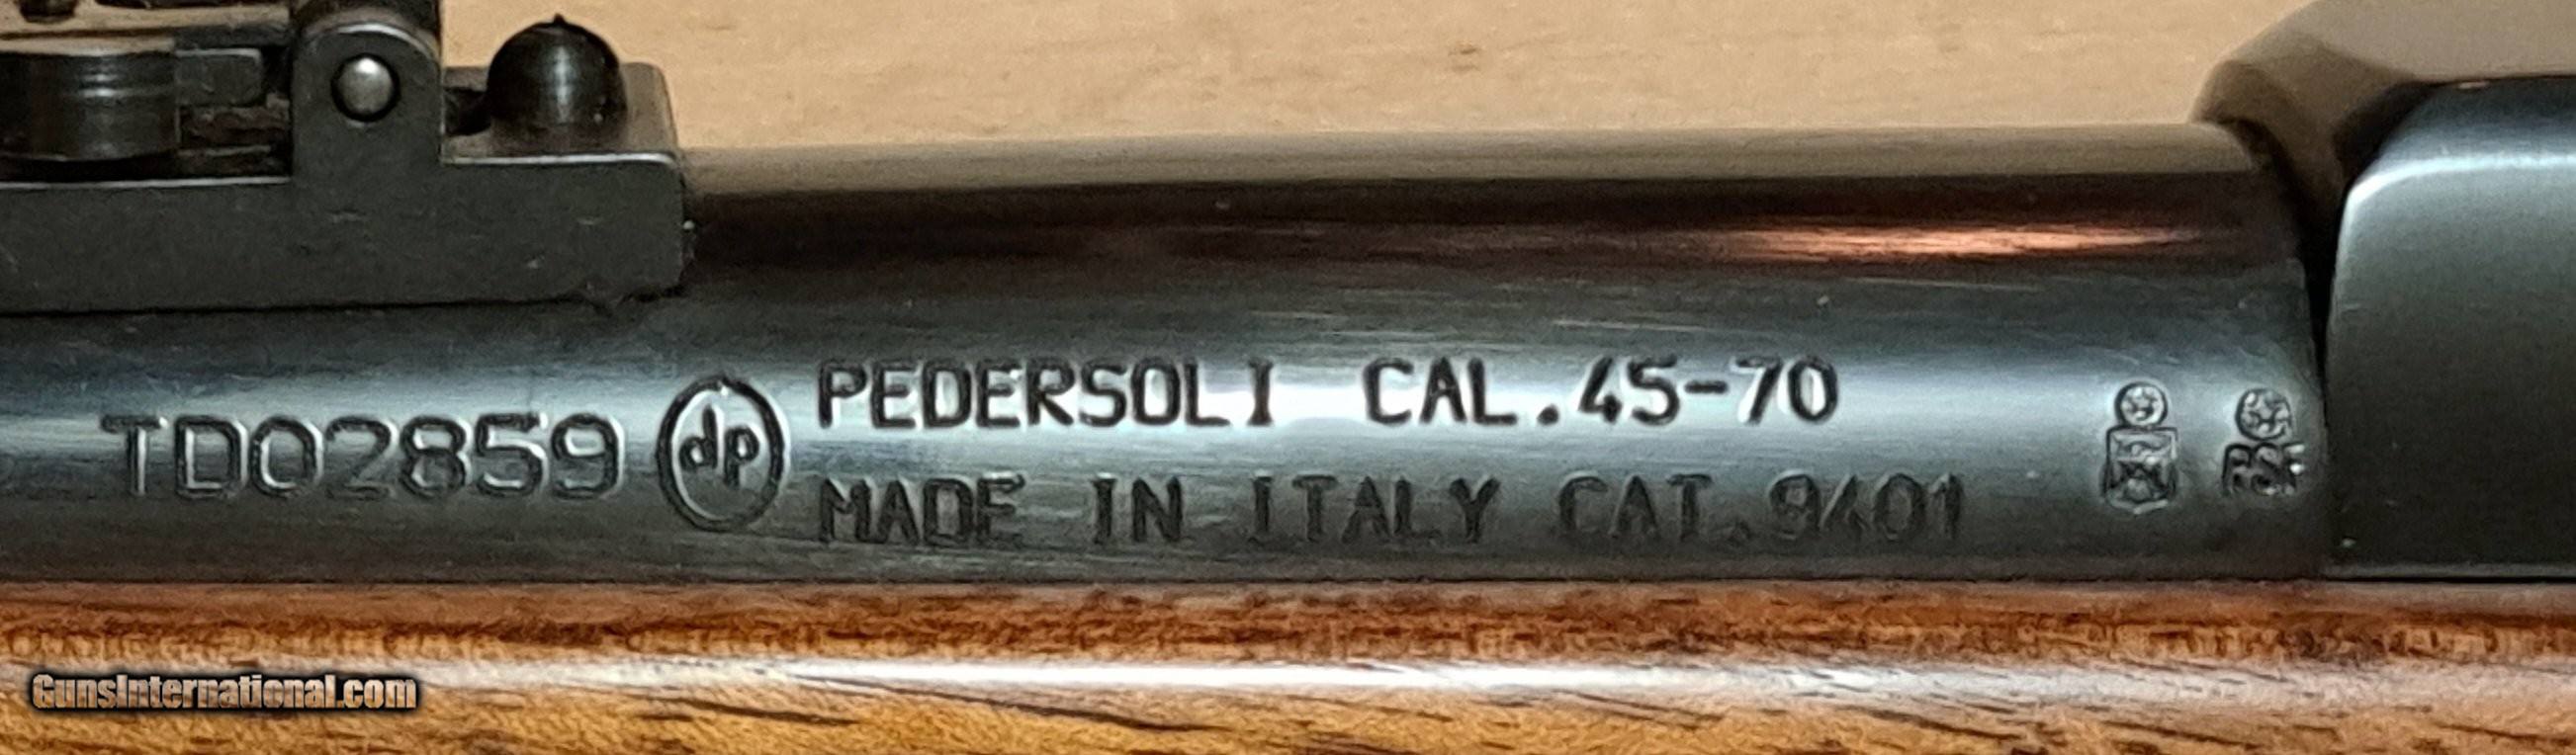 TD02859
dp
PEDERSOLI CAL.45-70
MADE IN ITALY CAT.9401
PSF
GunsInternational.com